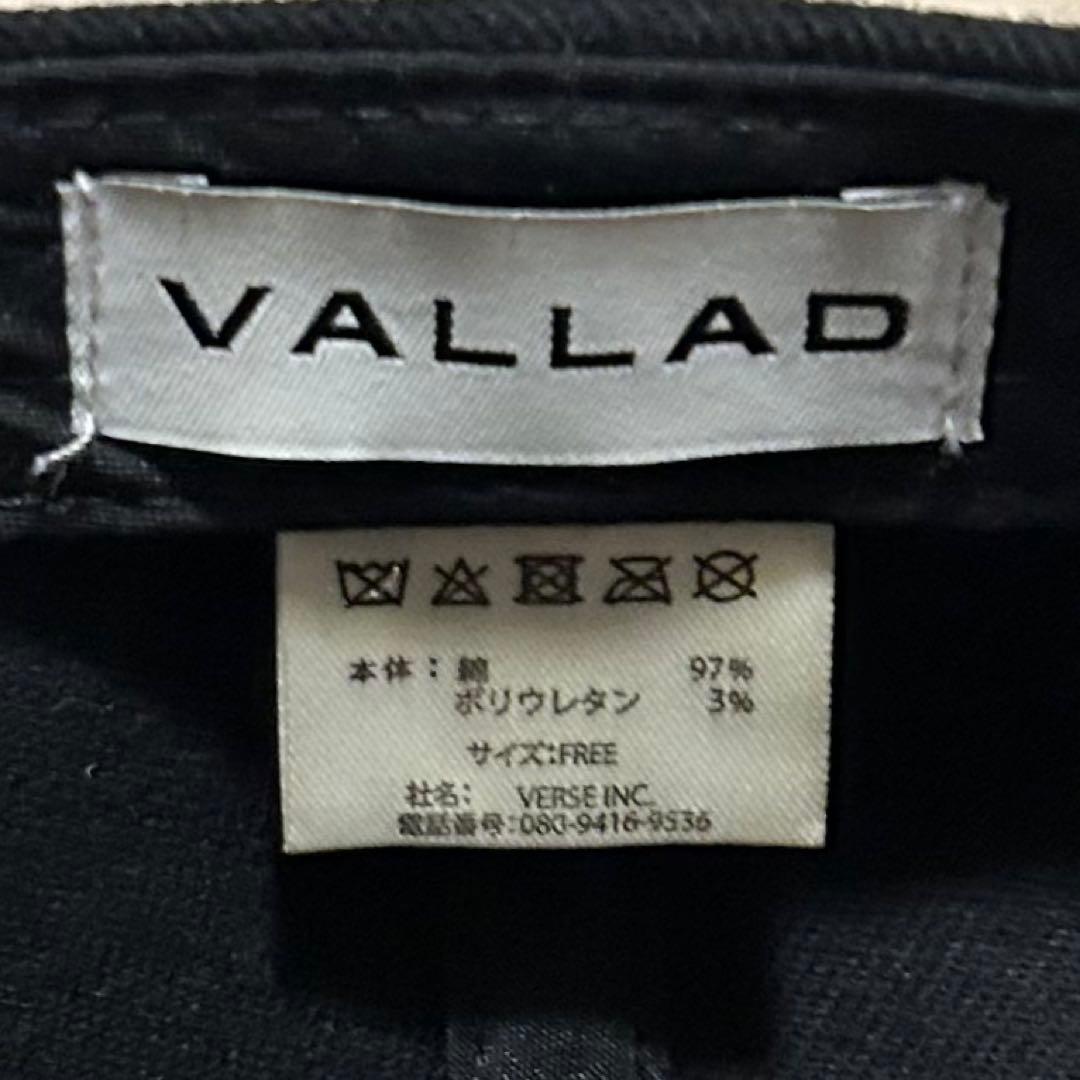 VALLAD
本体：綿 97%
ポリウレタン 3%
サイズ:FREE
社名: VERSE INC.
電話番号:080-9416-9536